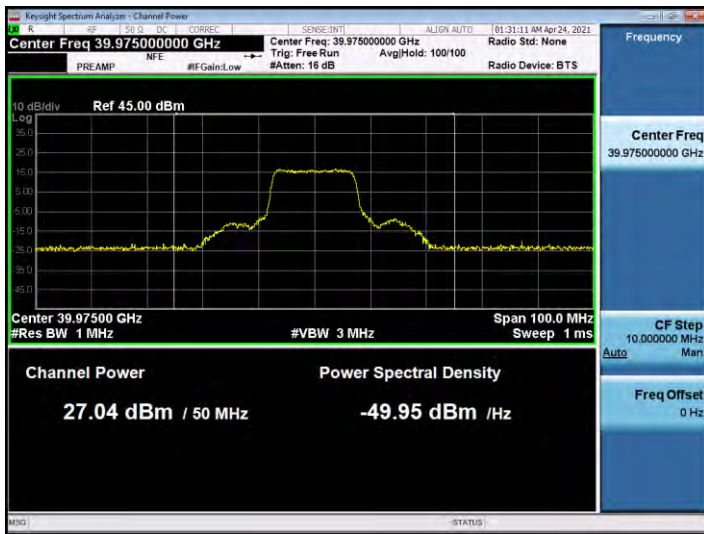 Keysight Spectrum Analyzer - Channel Power
R RF 50 Ω DC CORREC SENSE:INT ALIGN AUTO 01:31:11 AM Apr 24, 2021
Center Freq 39.975000000 GHz Center Freq: 39.975000000 GHz Radio Std: None
NFE Trig: Free Run Avg|Hold: 100/100
PREAMP #IFGain:Low #Atten: 16 dB Radio Device: BTS
Frequency
10 dB/div Ref 45.00 dBm
Log
35.0
25.0
15.0
5.00
-5.00
-15.0
-25.0
-35.0
-45.0
Center 39.97500 GHz Span 100.0 MHz
#Res BW 1 MHz #VBW 3 MHz Sweep 1 ms
Channel Power Power Spectral Density
27.04 dBm / 50 MHz -49.95 dBm /Hz
Center Freq
39.975000000 GHz
CF Step
10.000000 MHz
Auto Man
Freq Offset
0 Hz
MSG STATUS